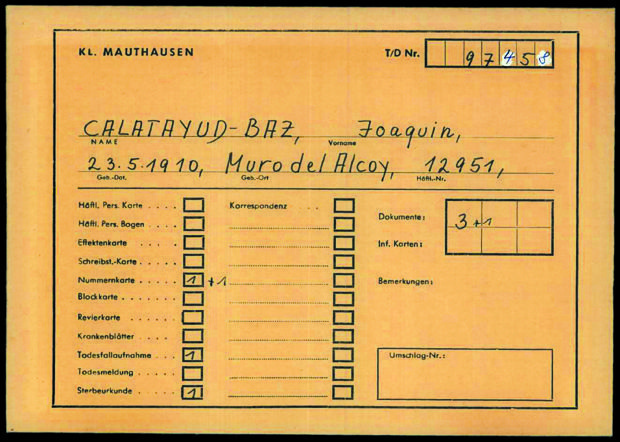 KL. MAUTHAUSEN T/D Nr. 97458
CALATAYUD-BAZ, Joaquin,
NAME Vorname
23.5.1910, Muro del Alcoy, 12951,
Geb.-Dat. Geb.-Ort Häftl.-Nr.
Häftl. Pers. Karte . . . . Korrespondenz . . . Dokumente: 3+1
Häftl. Pers. Bogen . . . .
Effektenkarte . . . . Inf. Karten:
Schreibst.-Karte . . . .
Nummernkarte . . . . . 1 +1 Bemerkungen:
Blockkarte . . . . . .
Revierkarte . . . . .
Krankenblätter . . . .
Todesfallaufnahme . . . 1 Umschlag-Nr.:
Todesmeldung . . . . .
Sterbeurkunde . . . . 1